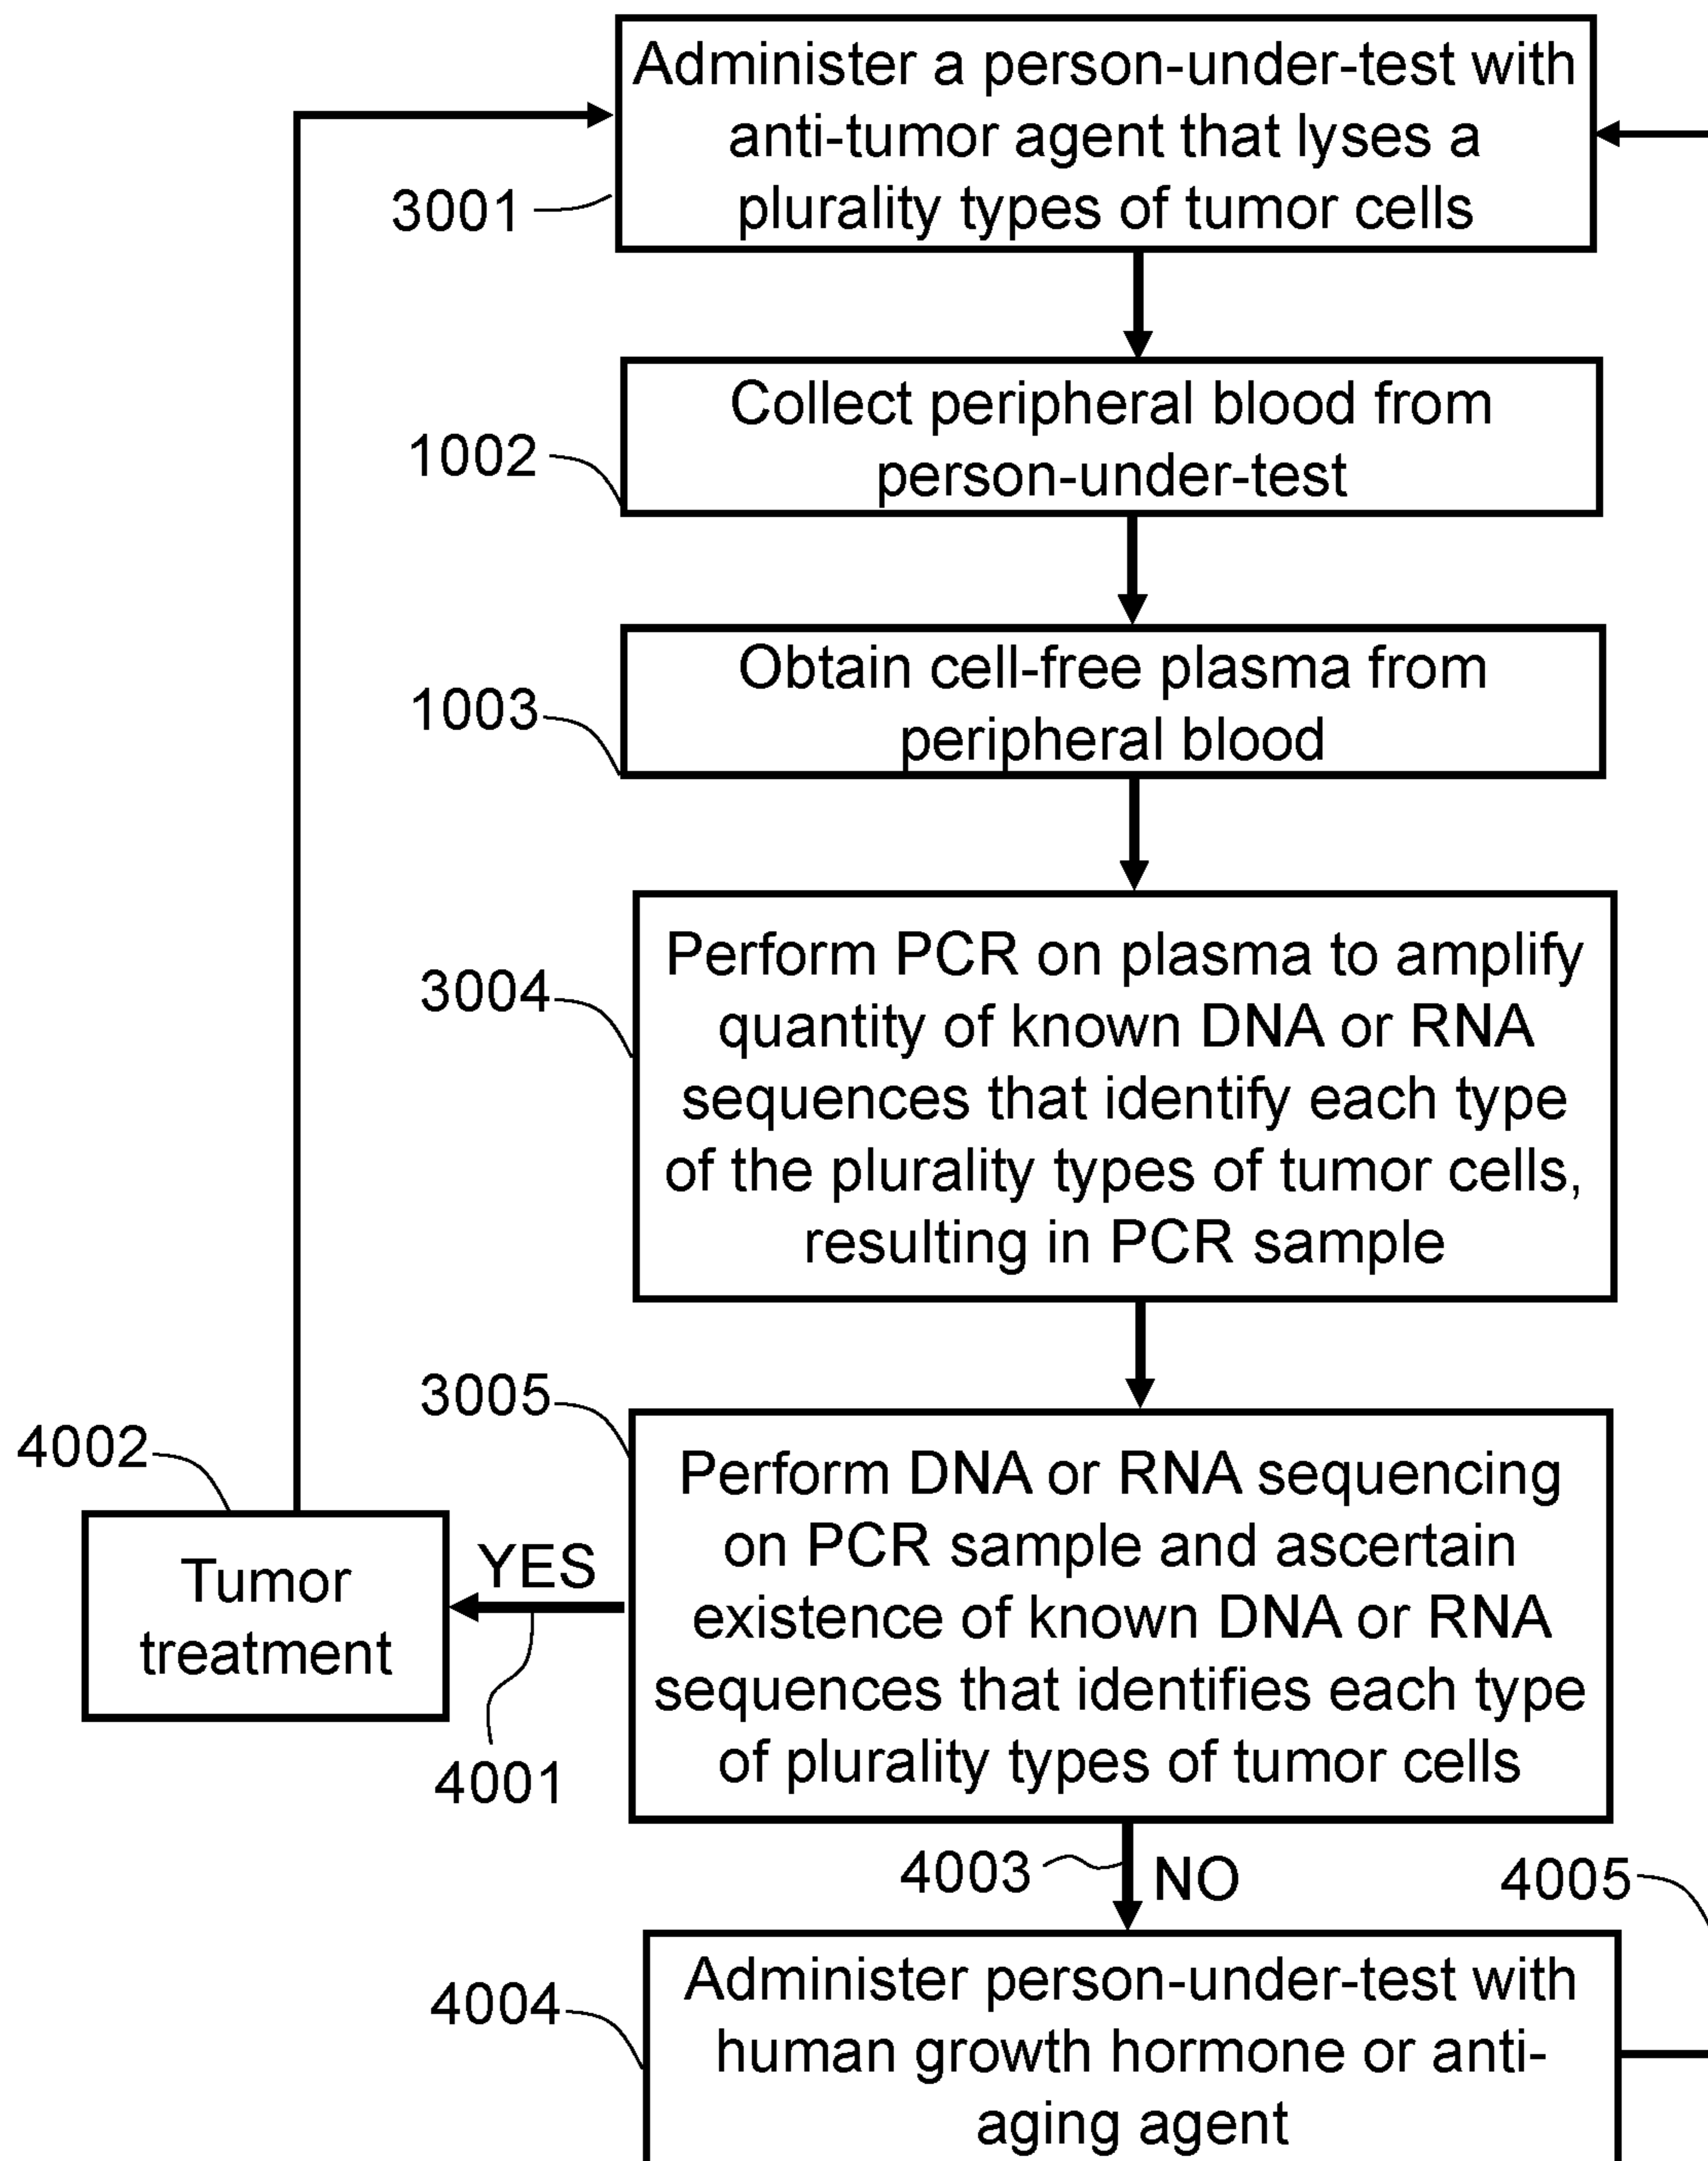 Administer a person-under-test with
anti-tumor agent that lyses a
plurality types of tumor cells
3001
Collect peripheral blood from
person-under-test
1002
Obtain cell-free plasma from
peripheral blood
1003
Perform PCR on plasma to amplify
quantity of known DNA or RNA
sequences that identify each type
of the plurality types of tumor cells,
resulting in PCR sample
3004
3005
Perform DNA or RNA sequencing
on PCR sample and ascertain
existence of known DNA or RNA
sequences that identifies each type
of plurality types of tumor cells
4002
Tumor
treatment
YES
4001
4003
NO
4005
Administer person-under-test with
human growth hormone or anti-
aging agent
4004